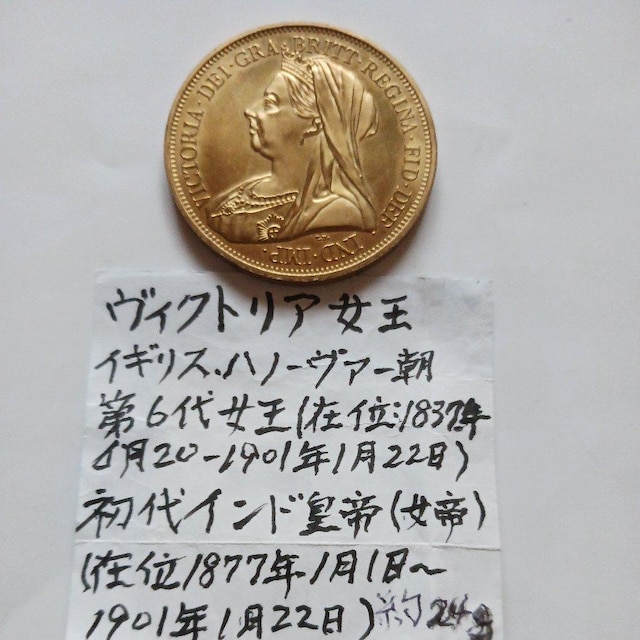 VICTORIA·DEI·GRA·BRITT·REGINA·FID·DEF·IND·IMP·
ヴィクトリア女王
イギリス、ハノーヴァー朝
第6代女王(在位:1837年
6月20-1901年1月22日)
初代インド皇帝(女帝)
(在位1877年1月1日~
1901年1月22日)約24g